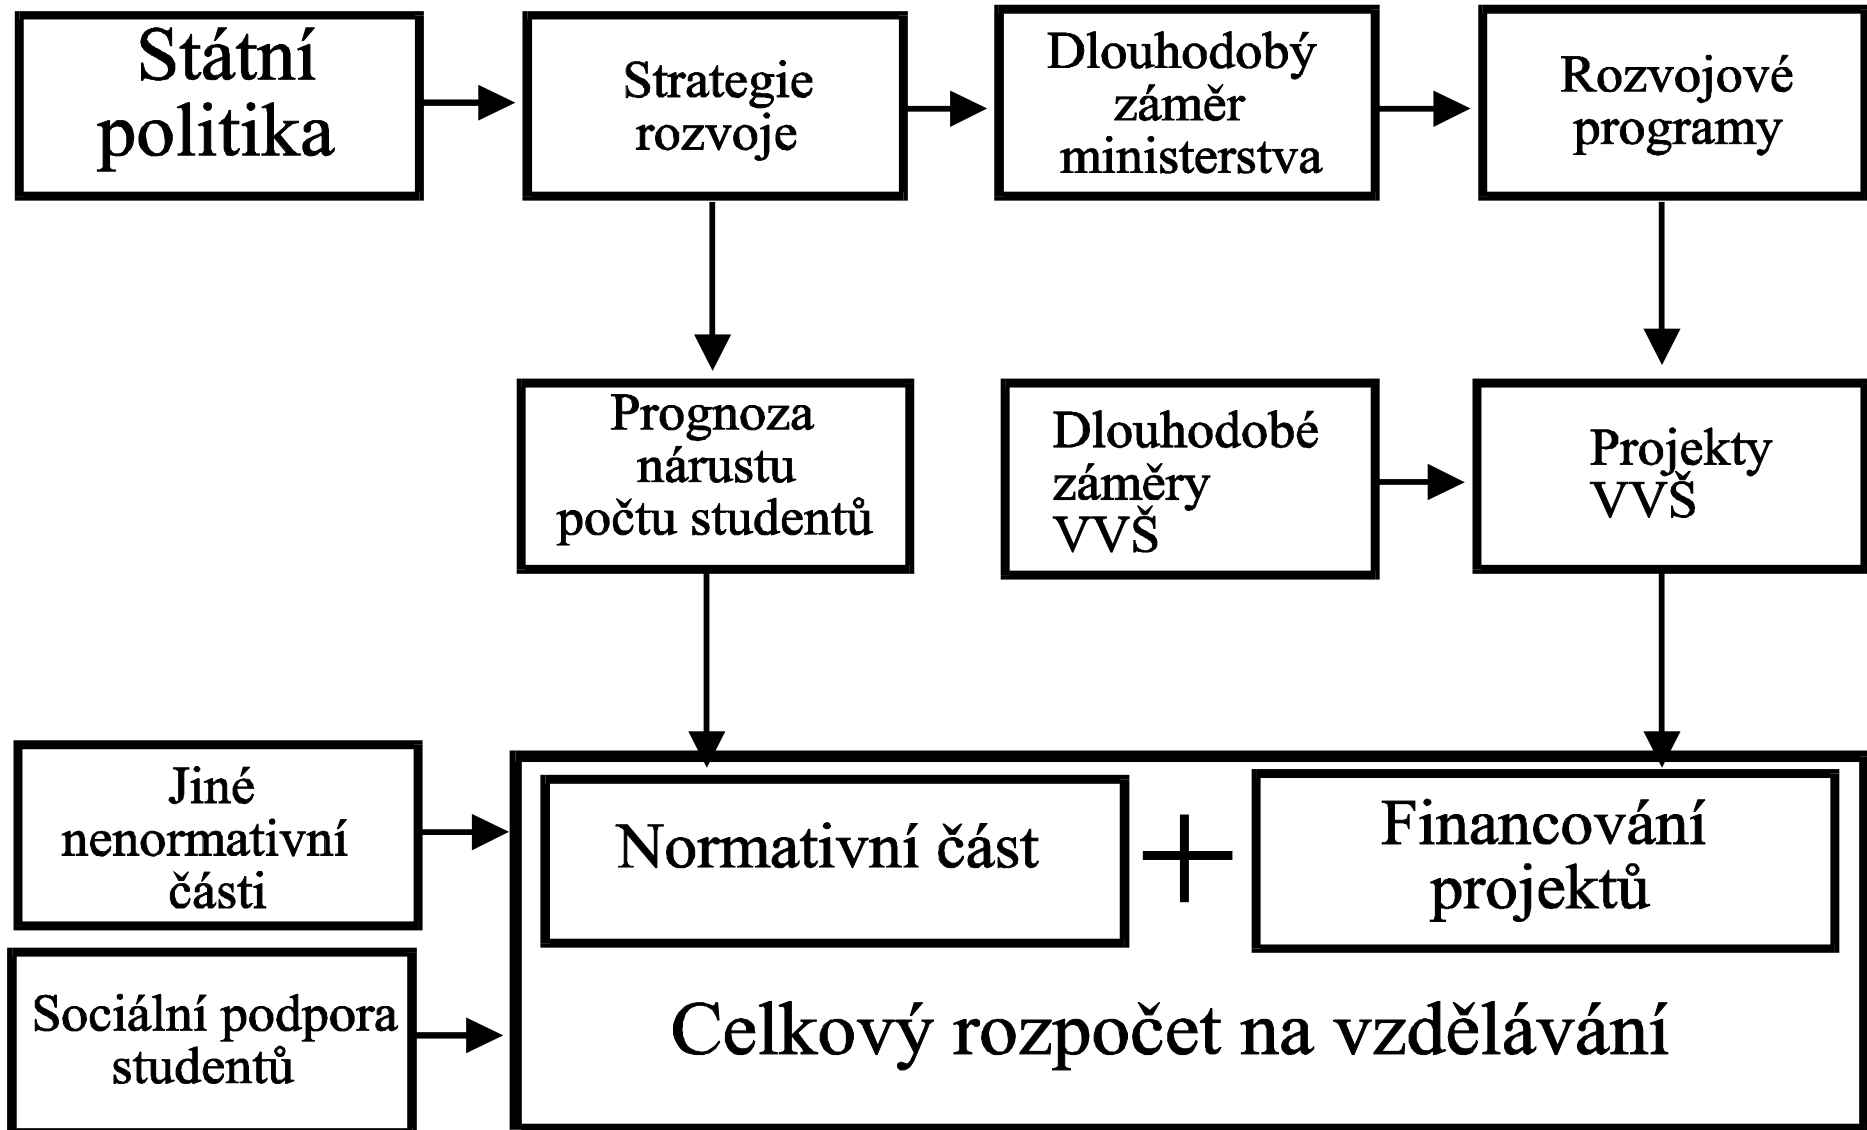 Státní
politika
Strategie
rozvoje
Dlouhodobý
záměr
ministerstva
Rozvojové
programy
Prognoza
nárustu
počtu studentů
Dlouhodobé
záměry
VVŠ
Projekty
VVŠ
Jiné
nenormativní
části
Normativní část
+
Financování
projektů
Sociální podpora
studentů
Celkový rozpočet na vzdělávání